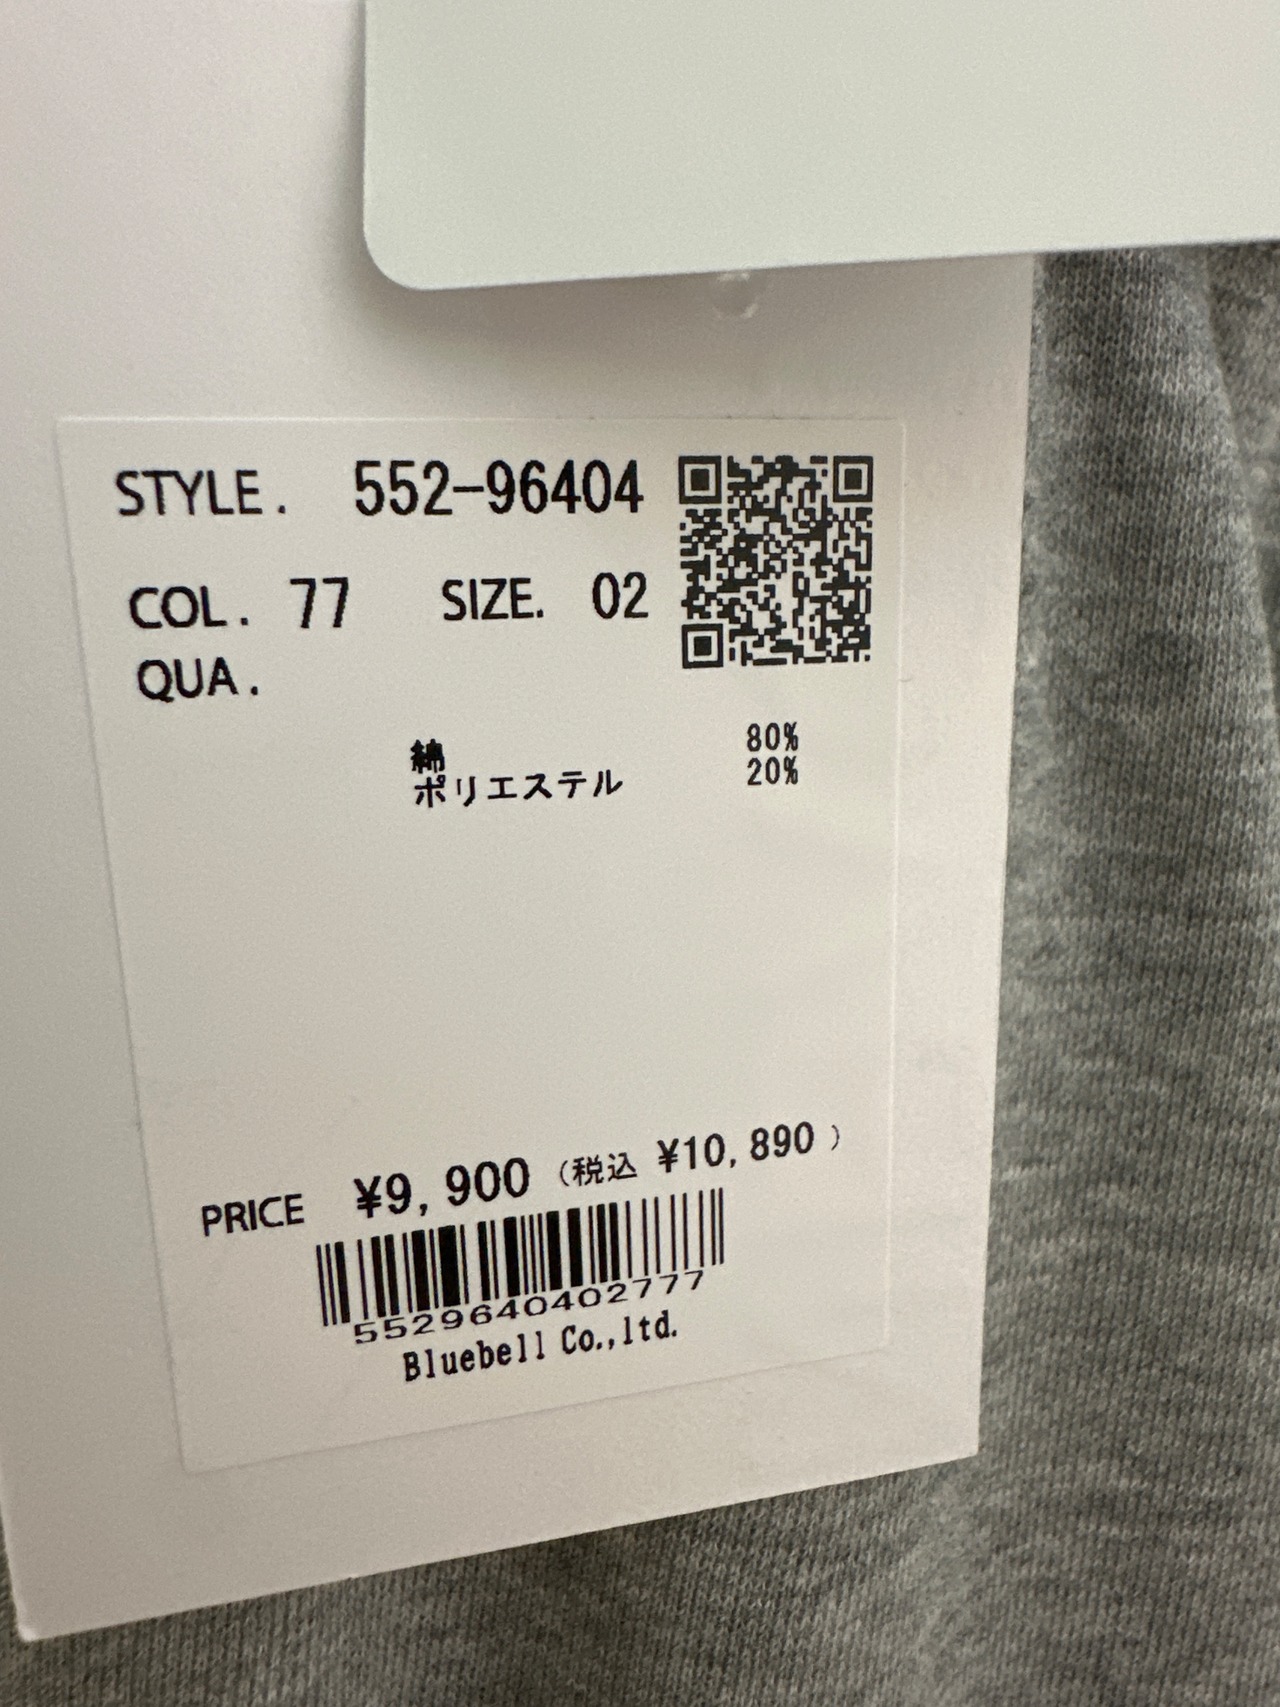 STYLE. 552-96404
COL. 77 SIZE. 02
QUA.
綿 80%
ポリエステル 20%
PRICE ¥9,900 (税込 ¥10,890 )
5529640402777
Bluebell Co.,ltd.